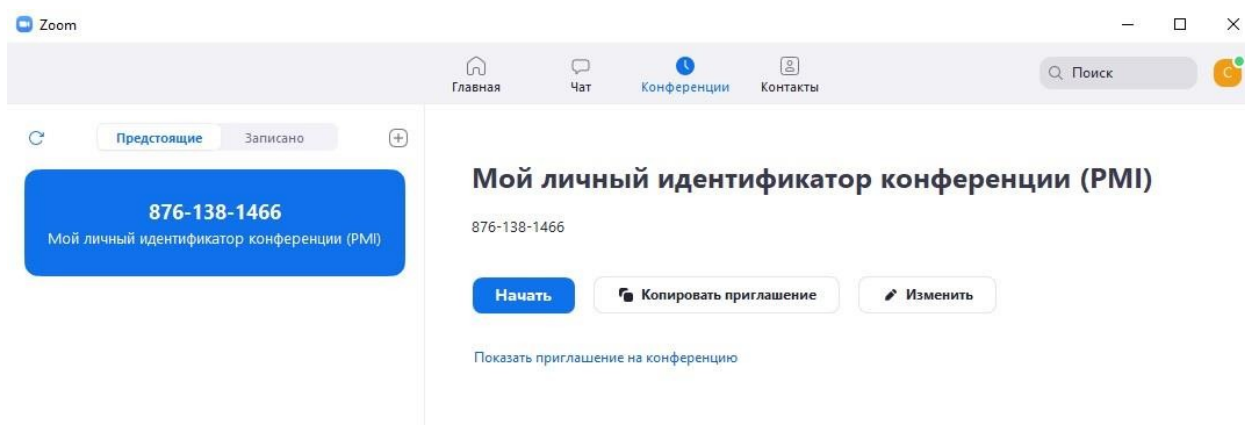 Zoom
Главная
Чат
Конференции
Контакты
Поиск
C
Предстоящие
Записано
876-138-1466
Мой личный идентификатор конференции (PMI)
Мой личный идентификатор конференции (PMI)
876-138-1466
Начать
Копировать приглашение
Изменить
Показать приглашение на конференцию